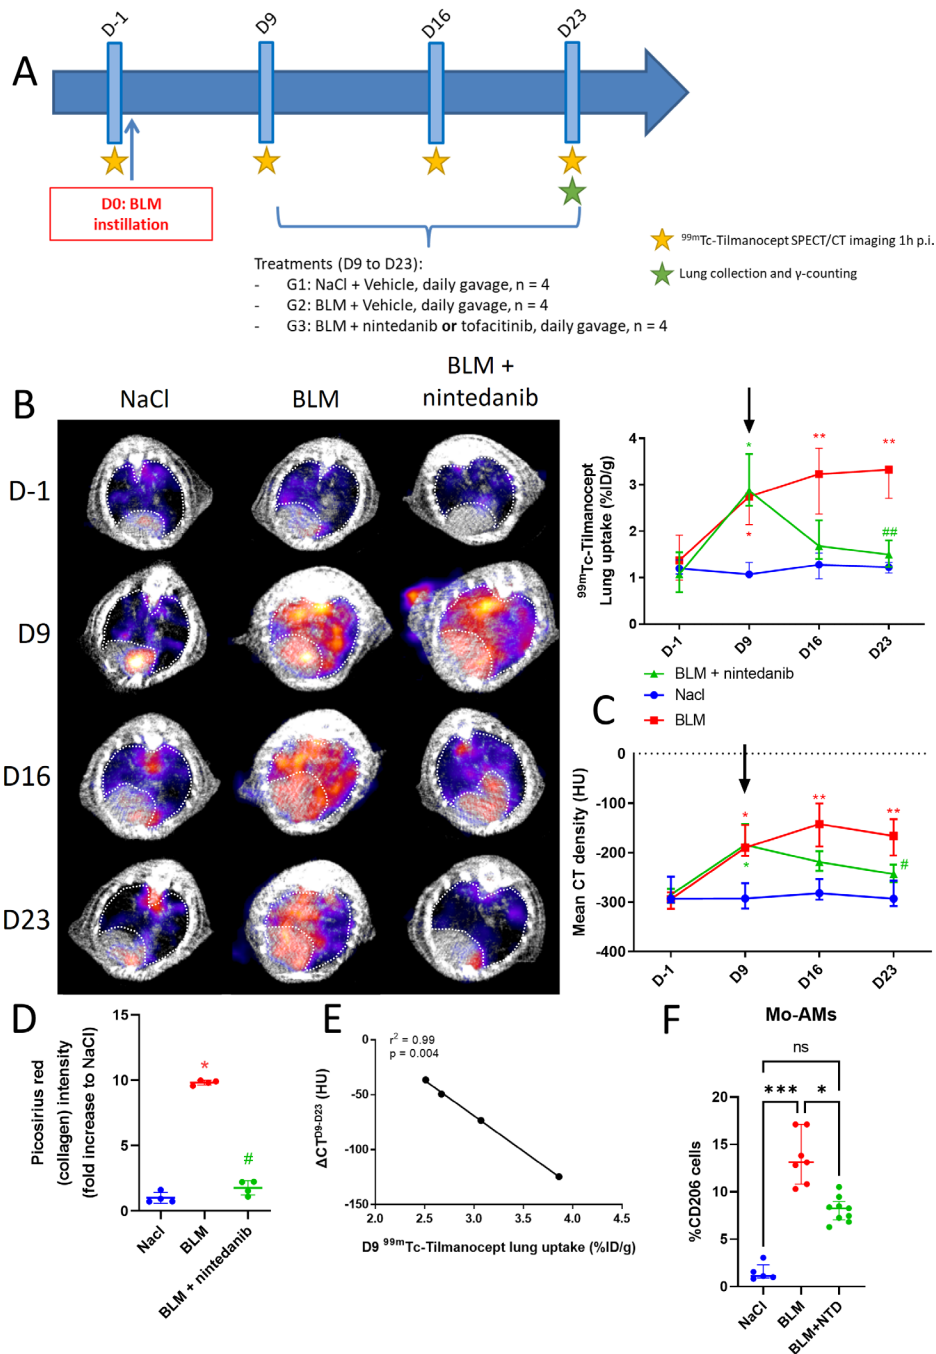 D-1
D9
D16
D23
A
D0: BLM
instillation
99mTc-Tilmanocept SPECT/CT imaging 1h p.i.
Lung collection and γ-counting
Treatments (D9 to D23):
- G1: NaCl + Vehicle, daily gavage, n = 4
- G2: BLM + Vehicle, daily gavage, n = 4
- G3: BLM + nintedanib or tofacitinib, daily gavage, n = 4
B
NaCl
BLM
BLM +
nintedanib
D-1
D9
D16
D23
99mTc-Tilmanocept
Lung uptake (%ID/g)
4
3
2
1
0
*
*
**
**
##
D-1
D9
D16
D23
BLM + nintedanib
Nacl
BLM
C
Mean CT density (HU)
0
-100
-200
-300
-400
*
*
**
**
#
D-1
D9
D16
D23
D
Picosirius red
(collagen) intensity
(fold increase to NaCl)
15
10
5
0
*
#
Nacl
BLM
BLM + nintedanib
E
r2 = 0.99
p = 0.004
ΔCTD9-D23 (HU)
0
-50
-100
-150
2.0
2.5
3.0
3.5
4.0
4.5
D9 99mTc-Tilmanocept lung uptake (%ID/g)
F
Mo-AMs
ns
***
*
%CD206 cells
20
15
10
5
0
NaCl
BLM
BLM+NTD